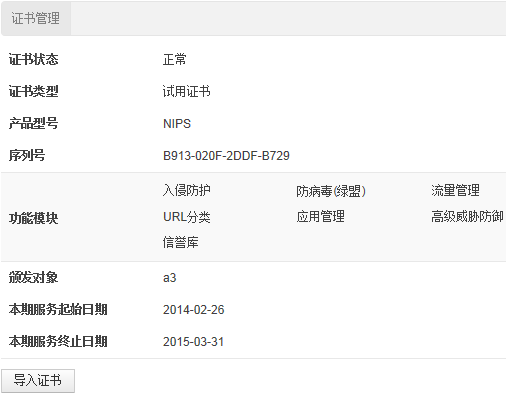 证书管理
证书状态 正常
证书类型 试用证书
产品型号 NIPS
序列号 B913-020F-2DDF-B729
功能模块 入侵防护 防病毒(绿盟) 流量管理
URL分类 应用管理 高级威胁防御
信誉库
颁发对象 a3
本期服务起始日期 2014-02-26
本期服务终止日期 2015-03-31
导入证书